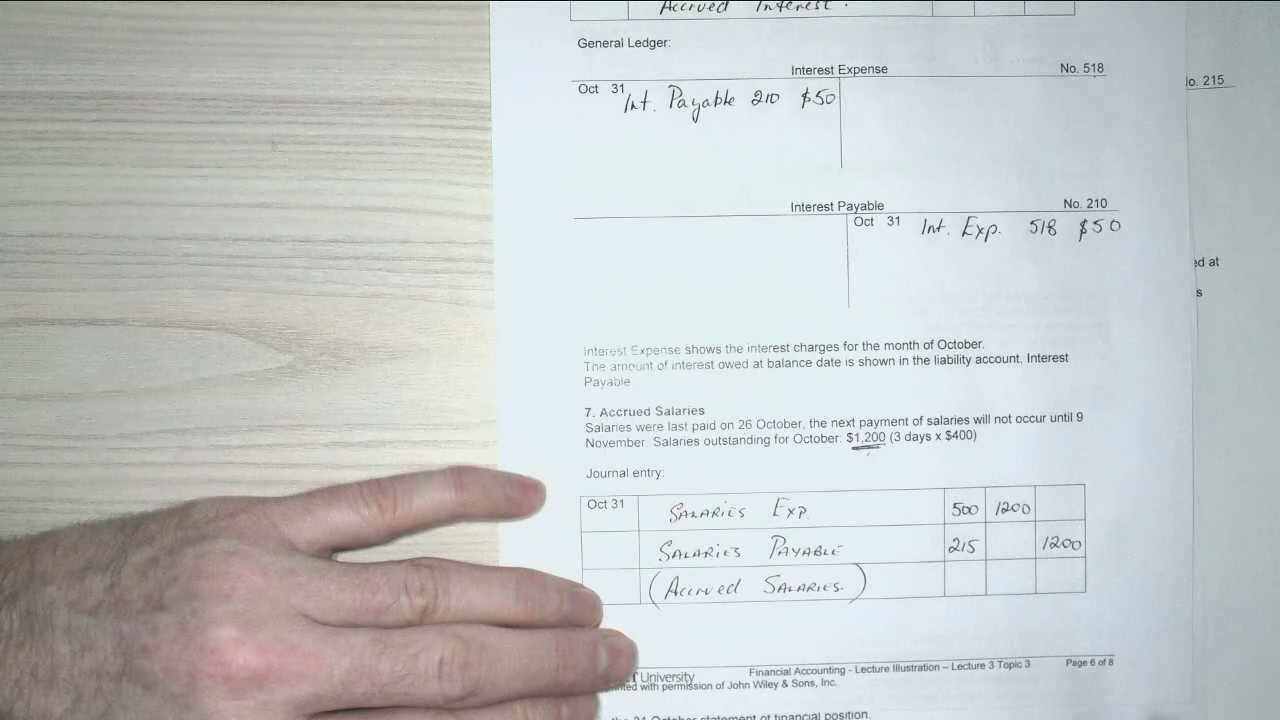 Accrued Interest.
General Ledger:
Interest Expense No. 518
Oct 31 Int. Payable 210 $50
Interest Payable No. 210
Oct 31 Int. Exp. 518 $50
Interest Expense shows the interest charges for the month of October.
The amount of interest owed at balance date is shown in the liability account, Interest
Payable
7. Accrued Salaries
Salaries were last paid on 26 October, the next payment of salaries will not occur until 9
November. Salaries outstanding for October: $1,200 (3 days x $400)
Journal entry:
Oct 31 SALARIES EXP. 500 1200
SALARIES PAYABLE 215 1200
(Accrued SALARIES.)
University Financial Accounting - Lecture Illustration – Lecture 3 Topic 3 Page 6 of 8
with permission of John Wiley & Sons, Inc.
31 October statement of financial position.
215
ed at
s